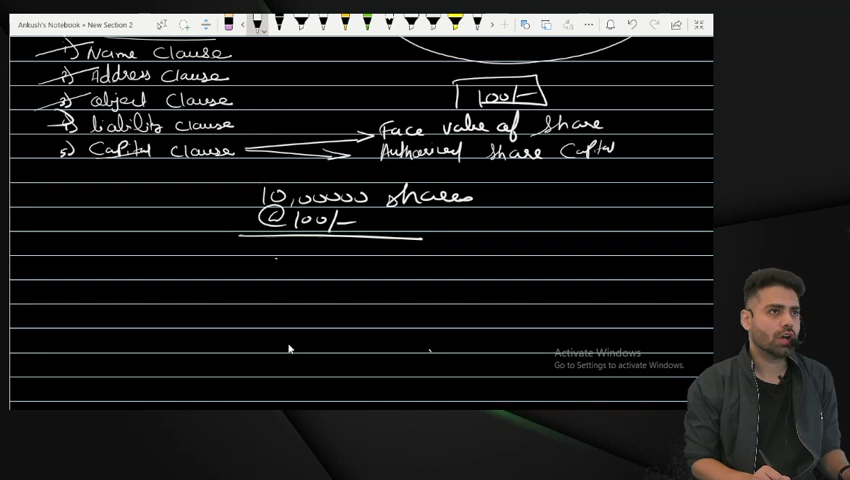 Ankush's Notebook » New Section 2
1) Name Clause
2) Address Clause
3) Object Clause
100/-
4) Liability Clause
Face value of Share
5) Capital Clause
Authorised Share Capital
10,00000 shares
@ 100/-
Activate Windows
Go to Settings to activate Windows.